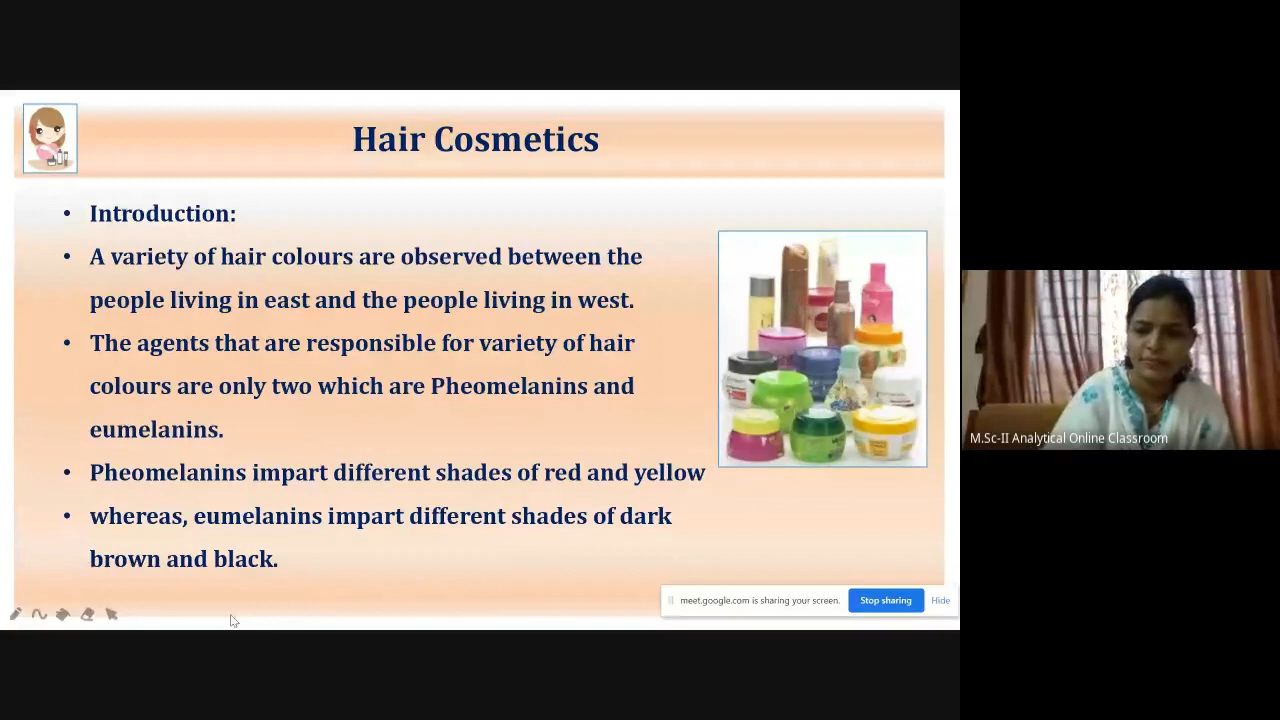 Hair Cosmetics
• Introduction:
• A variety of hair colours are observed between the
people living in east and the people living in west.
• The agents that are responsible for variety of hair
colours are only two which are Pheomelanins and
eumelanins.
• Pheomelanins impart different shades of red and yellow
• whereas, eumelanins impart different shades of dark
brown and black.
meet.google.com is sharing your screen.
Stop sharing
Hide
M.Sc-II Analytical Online Classroom